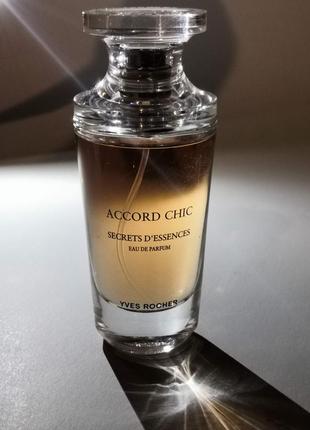 ACCORD CHIC
SECRETS D'ESSENCES
EAU DE PARFUM
YVES ROCHER